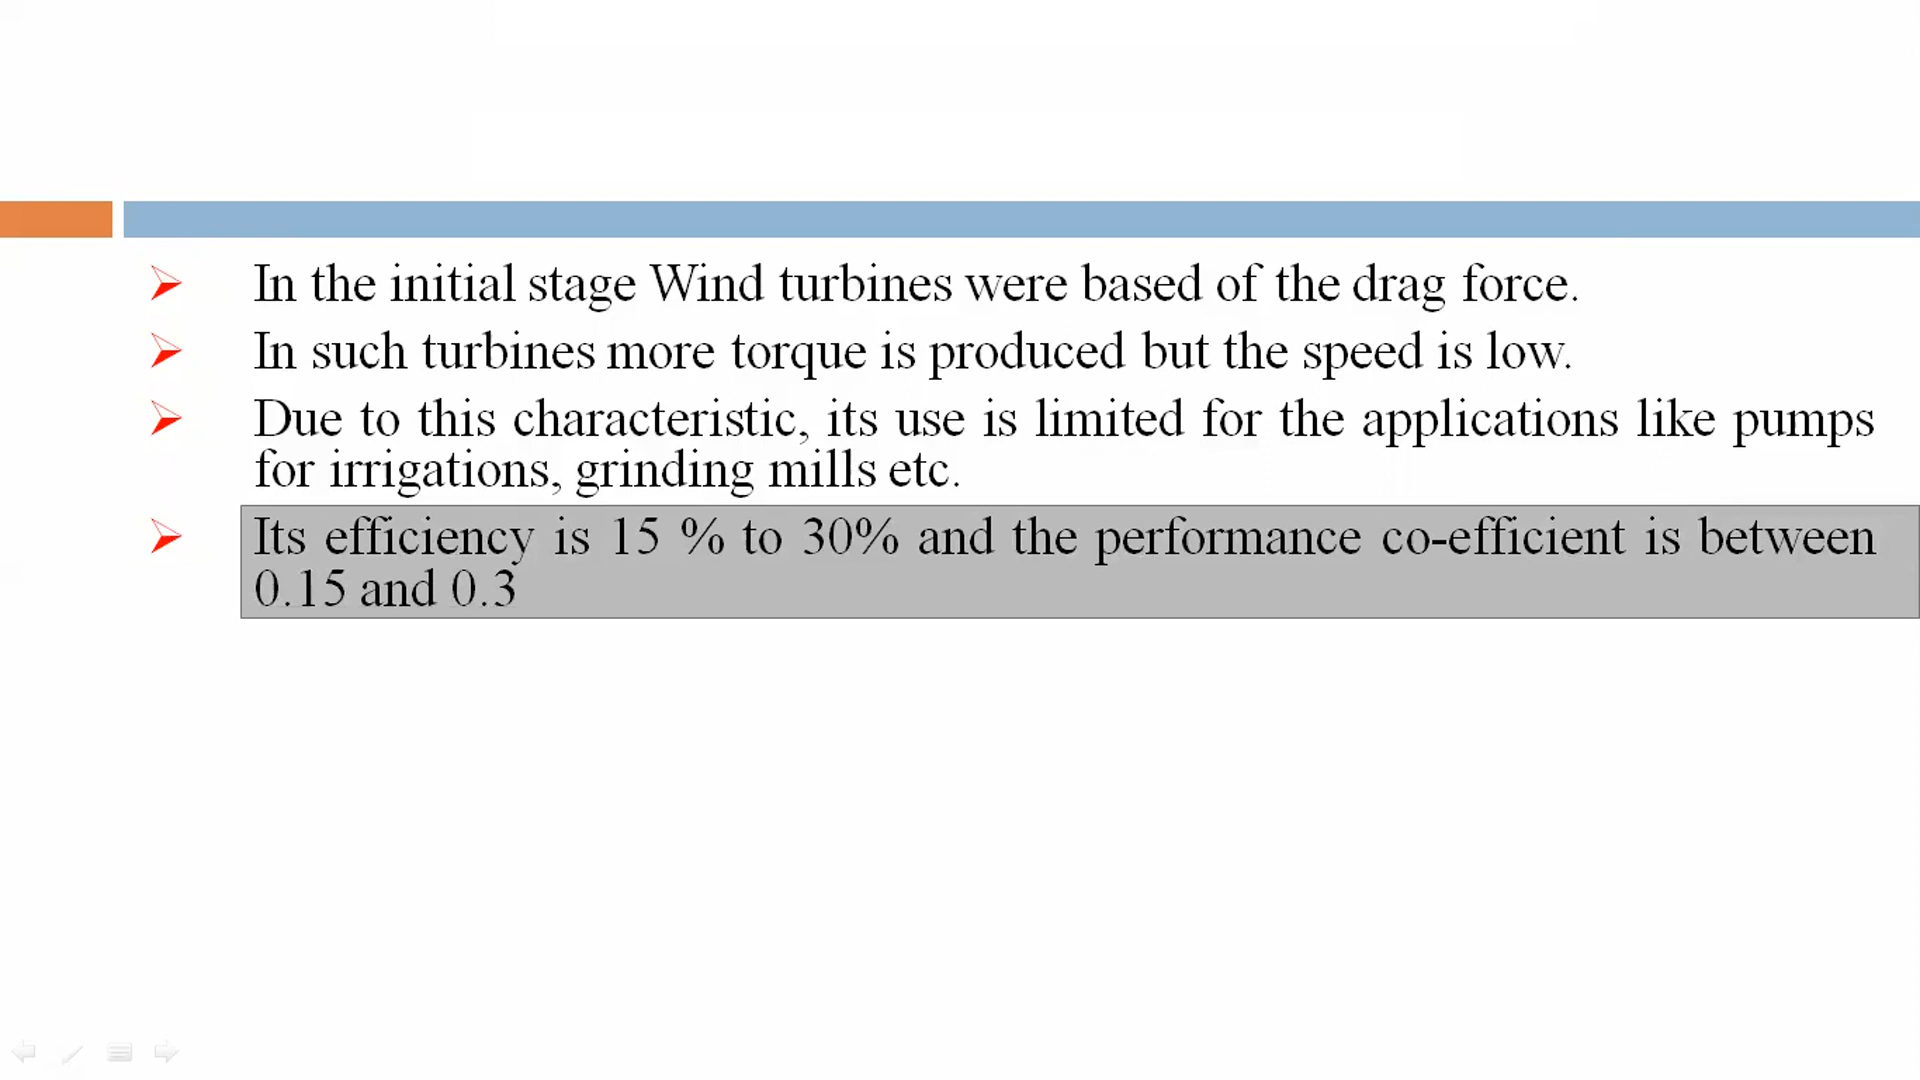 In the initial stage Wind turbines were based of the drag force.
In such turbines more torque is produced but the speed is low.
Due to this characteristic, its use is limited for the applications like pumps
for irrigations, grinding mills etc.
Its efficiency is 15 % to 30% and the performance co-efficient is between
0.15 and 0.3